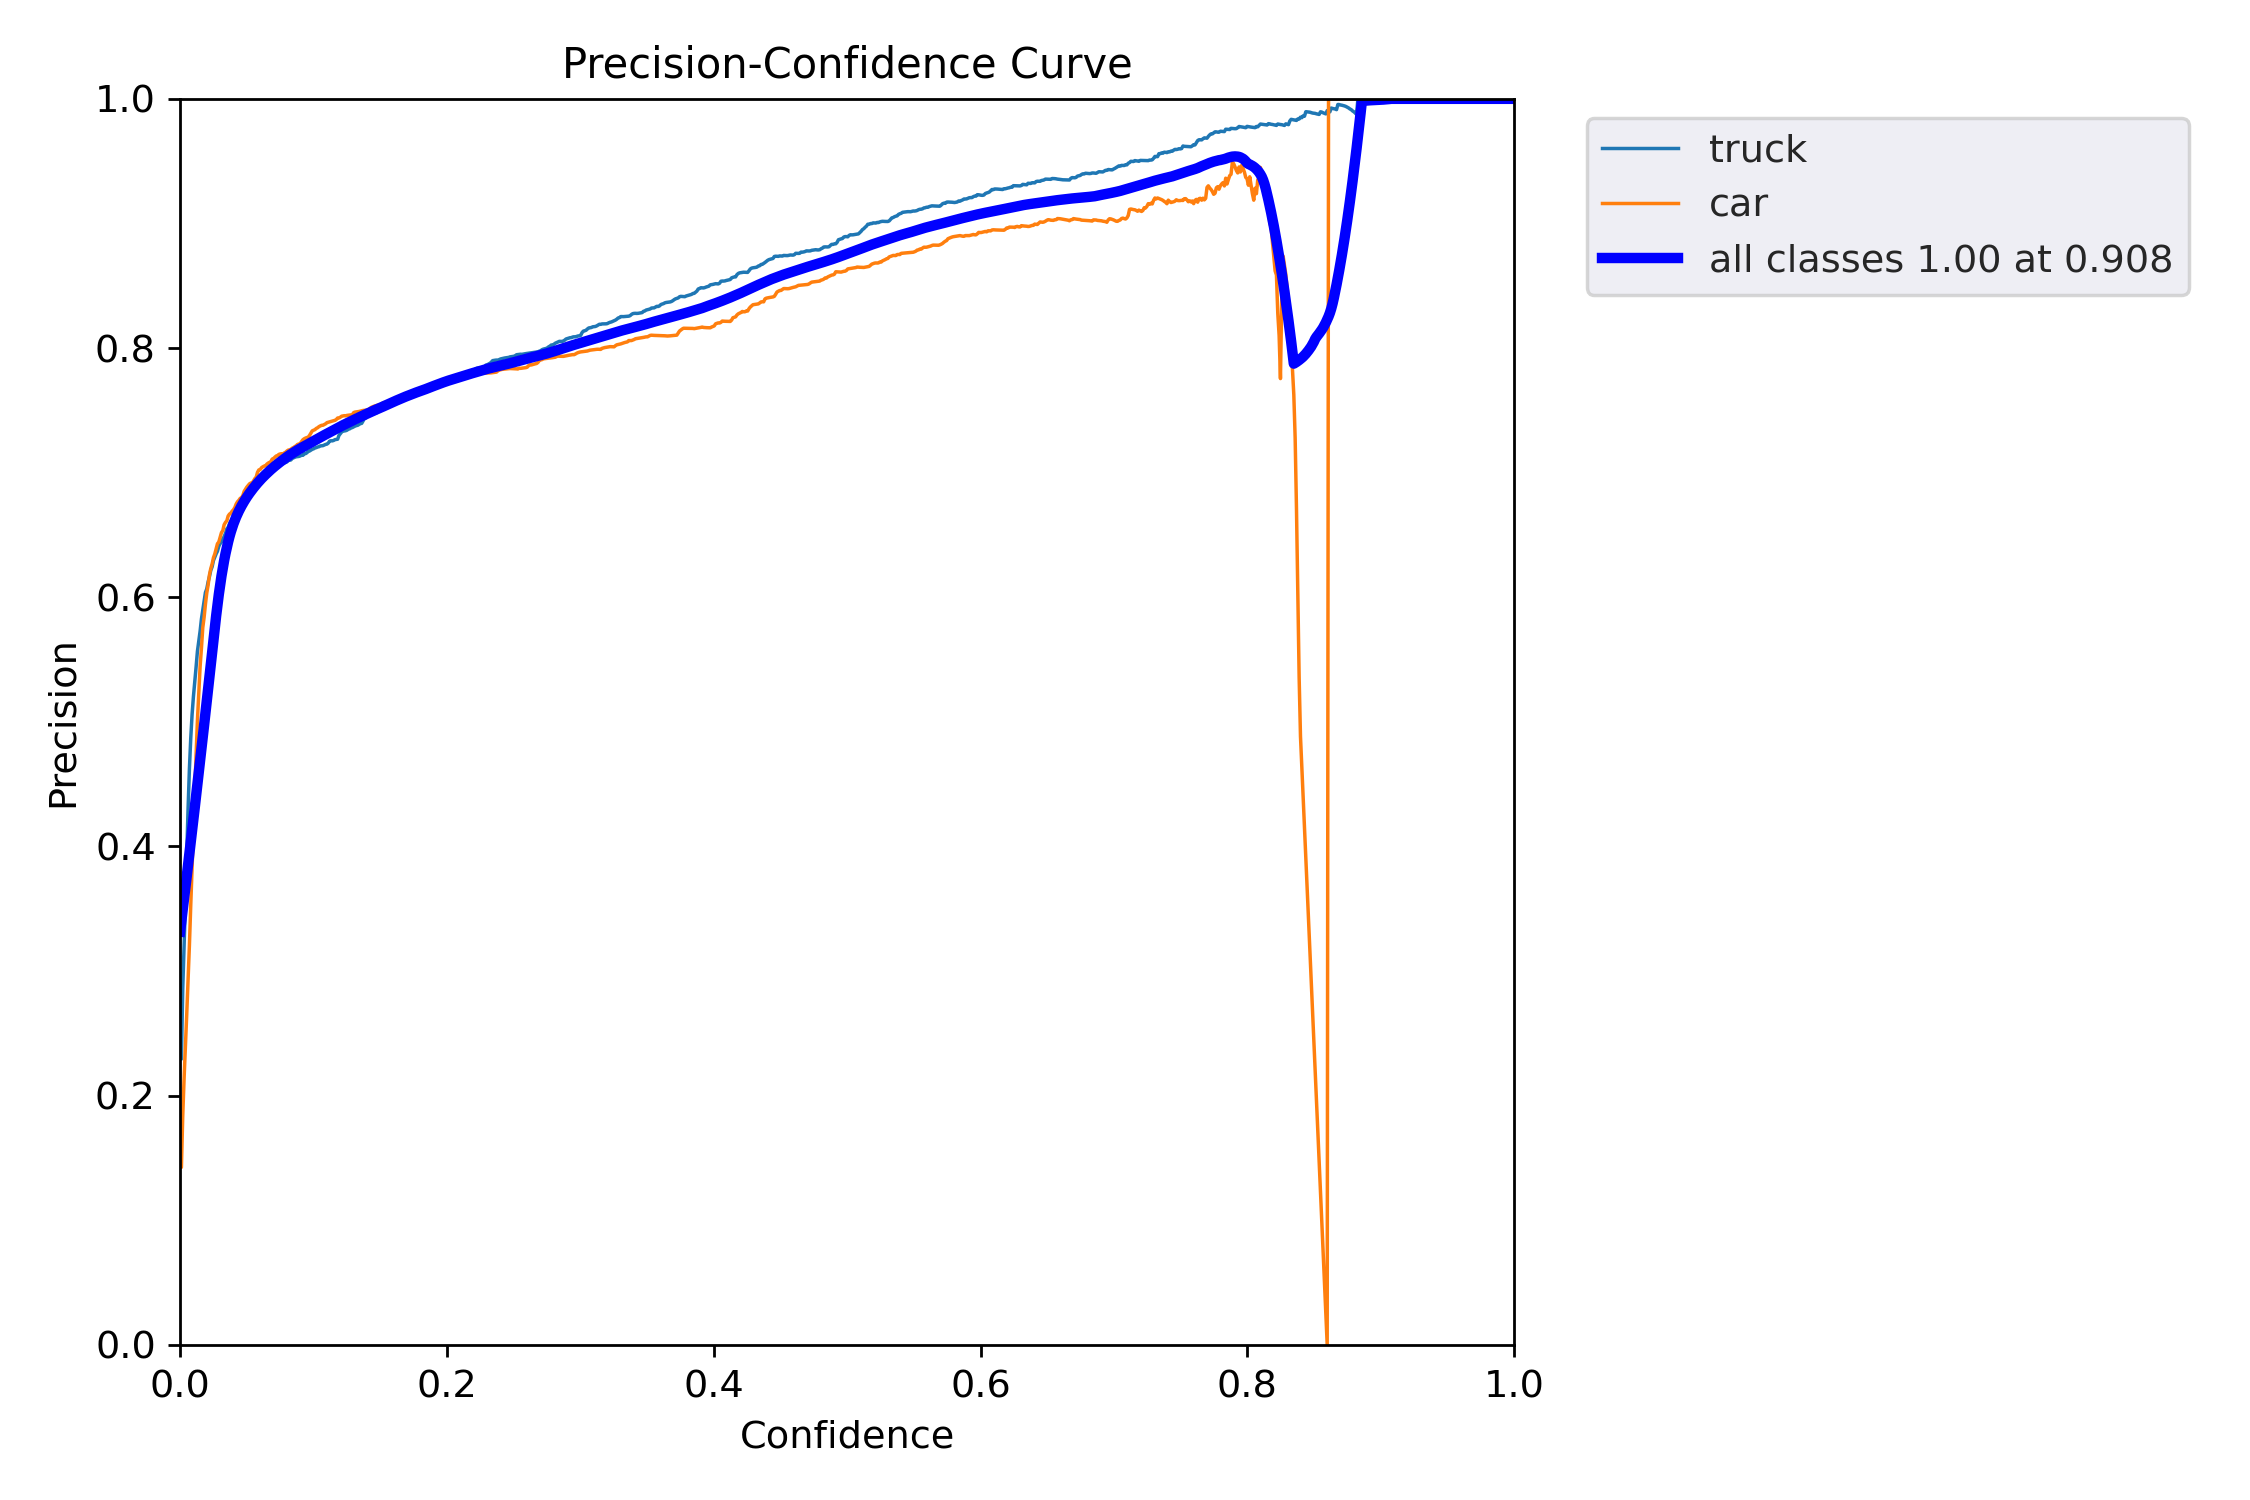 Precision-Confidence Curve
1.0
0.8
0.6
0.4
0.2
0.0
Precision
0.0 0.2 0.4 0.6 0.8 1.0
Confidence
truck
car
all classes 1.00 at 0.908